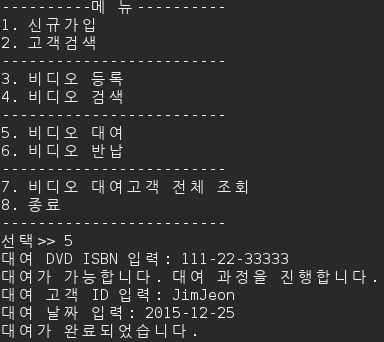 ----------메 뉴----------
1. 신규가입
2. 고객검색
-------------------------
3. 비디오 등록
4. 비디오 검색
-------------------------
5. 비디오 대여
6. 비디오 반납
-------------------------
7. 비디오 대여고객 전체 조회
8. 종료
-------------------------
선택>> 5
대여 DVD ISBN 입력: 111-22-33333
대여가 가능합니다. 대여 과정을 진행합니다.
대여 고객 ID 입력: JimJeon
대여 날짜 입력: 2015-12-25
대여가 완료되었습니다.